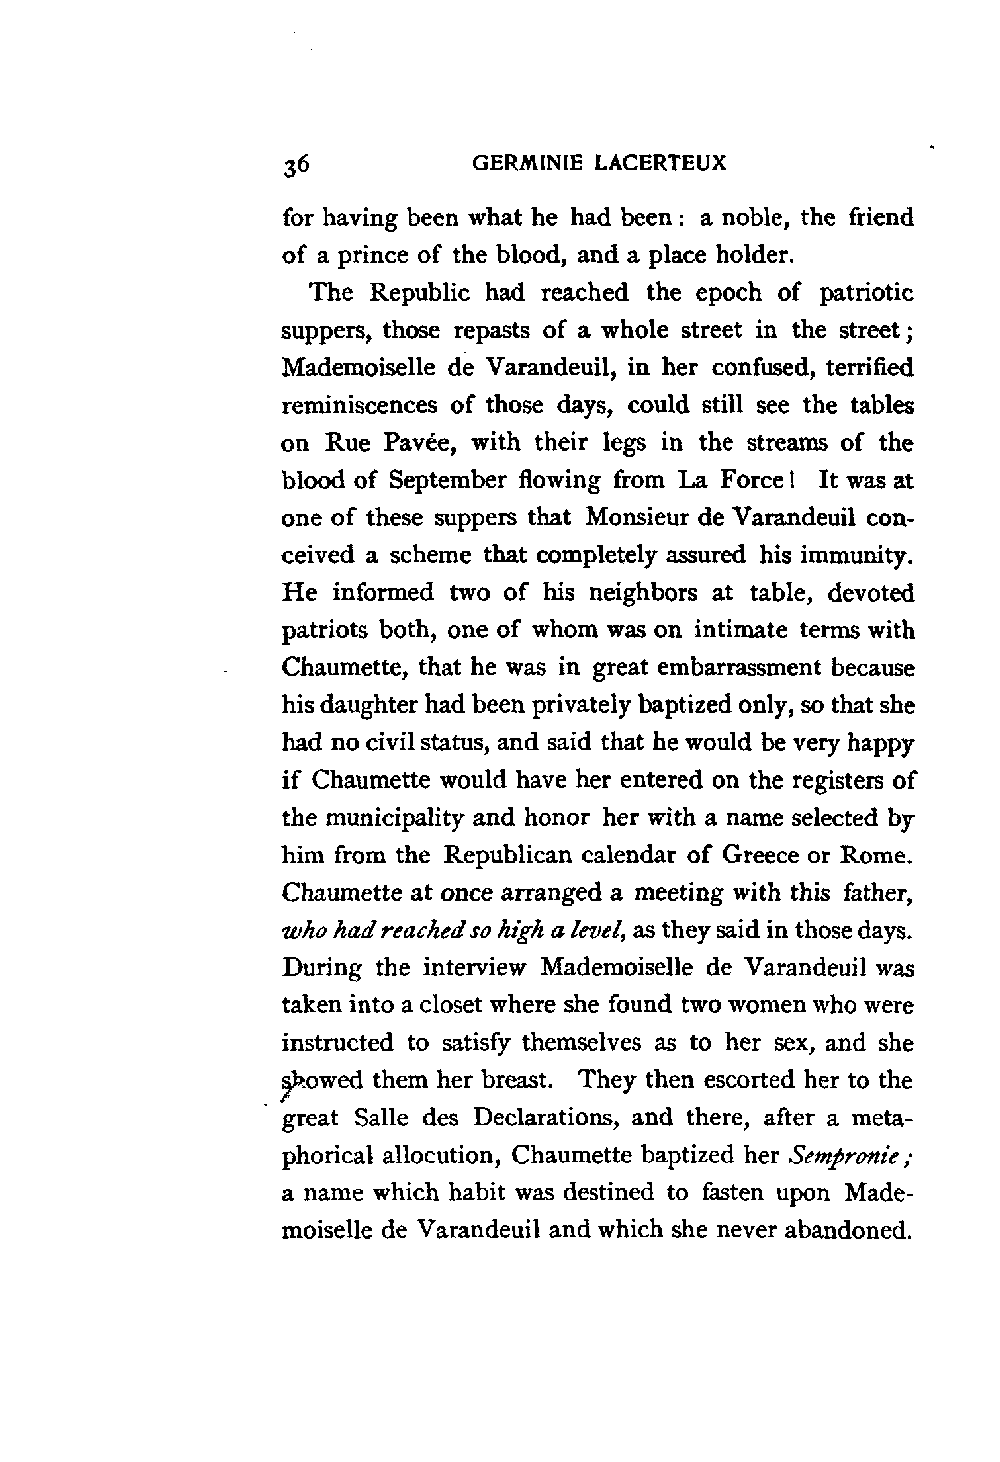 36 GERMINIE LACERTEUX
for having been what he had been : a noble, the friend
of a prince of the blood, and a place holder.
The Republic had reached the epoch of patriotic
suppers, those repasts of a whole street in the street ;
Mademoiselle de Varandeuil, in her confused, terrified
reminiscences of those days, could still see the tables
on Rue Pavée, with their legs in the streams of the
blood of September flowing from La Force ! It was at
one of these suppers that Monsieur de Varandeuil con-
ceived a scheme that completely assured his immunity.
He informed two of his neighbors at table, devoted
patriots both, one of whom was on intimate terms with
Chaumette, that he was in great embarrassment because
his daughter had been privately baptized only, so that she
had no civil status, and said that he would be very happy
if Chaumette would have her entered on the registers of
the municipality and honor her with a name selected by
him from the Republican calendar of Greece or Rome.
Chaumette at once arranged a meeting with this father,
who had reached so high a level, as they said in those days.
During the interview Mademoiselle de Varandeuil was
taken into a closet where she found two women who were
instructed to satisfy themselves as to her sex, and she
showed them her breast. They then escorted her to the
great Salle des Declarations, and there, after a meta-
phorical allocution, Chaumette baptized her Sempronie ;
a name which habit was destined to fasten upon Made-
moiselle de Varandeuil and which she never abandoned.